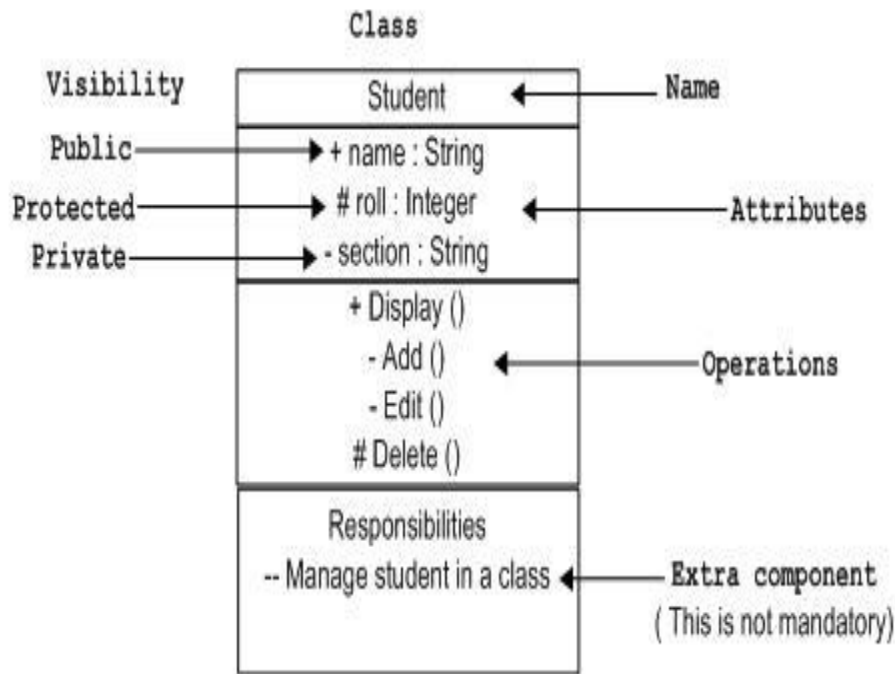 Class
Visibility
Student
Name
Public
+ name : String
Protected
# roll : Integer
Attributes
Private
- section : String
+ Display ()
- Add ()
Operations
- Edit ()
# Delete ()
Responsibilities
-- Manage student in a class
Extra component
( This is not mandatory)